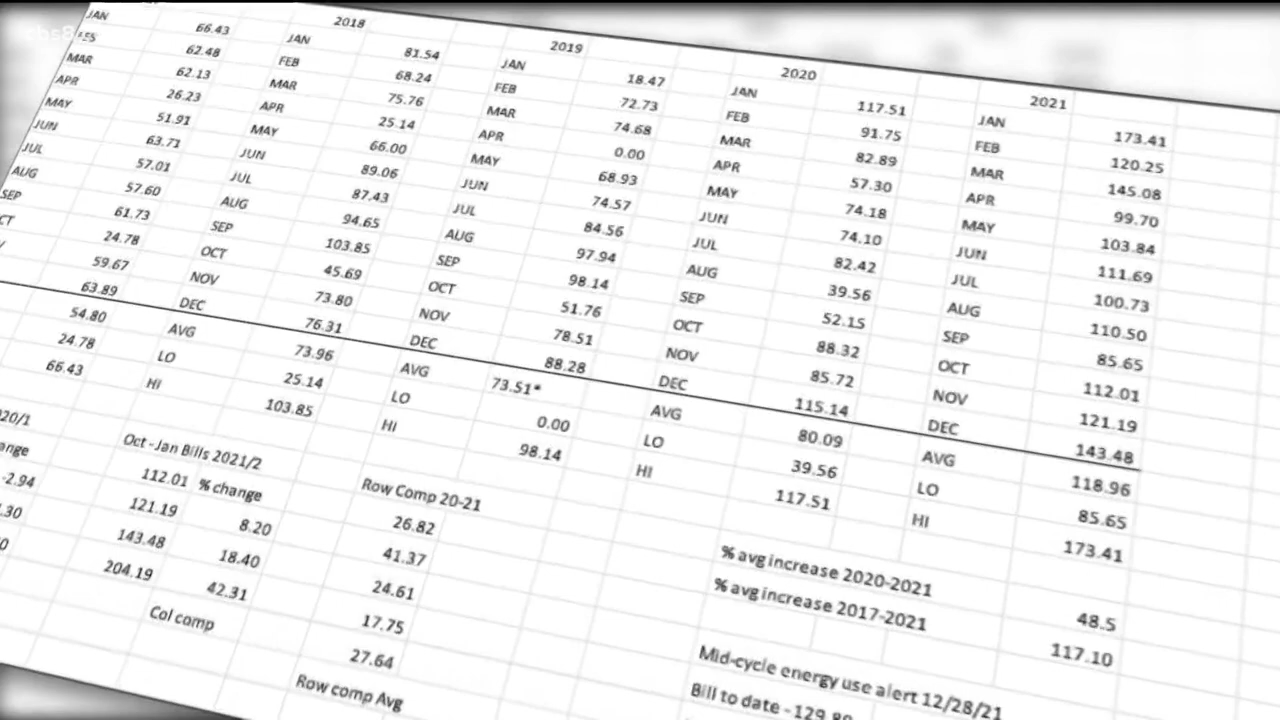 cbs8
JAN 66.43
FEB 62.48
MAR 62.13
APR 26.23
MAY 51.91
JUN 63.71
JUL 57.01
AUG 57.60
SEP 61.73
CT 24.78
59.67
63.89
54.80
24.78
66.43
2018
JAN 81.54
FEB 68.24
MAR 75.76
APR 25.14
MAY 66.00
JUN 89.06
JUL 87.43
AUG 94.65
SEP 103.85
OCT 45.69
NOV 73.80
DEC 76.31
AVG 73.96
LO 25.14
HI 103.85
2019
JAN 18.47
FEB 72.73
MAR 74.68
APR 0.00
MAY 68.93
JUN 74.57
JUL 84.56
AUG 97.94
SEP 98.14
OCT 51.76
NOV 78.51
DEC 88.28
AVG 73.51*
LO 0.00
HI 98.14
2020
JAN 117.51
FEB 91.75
MAR 82.89
APR 57.30
MAY 74.18
JUN 74.10
JUL 82.42
AUG 39.56
SEP 52.15
OCT 88.32
NOV 85.72
DEC 115.14
AVG 80.09
LO 39.56
HI 117.51
2021
JAN 173.41
FEB 120.25
MAR 145.08
APR 99.70
MAY 103.84
JUN 111.69
JUL 100.73
AUG 110.50
SEP 85.65
OCT 112.01
NOV 121.19
DEC 143.48
AVG 118.96
LO 85.65
HI 173.41
20/1
ange
-2.94
.30
0
Oct -Jan Bills 2021/2
112.01 % change
121.19 8.20
143.48 18.40
204.19 42.31
Col comp
Row Comp 20-21
26.82
41.37
24.61
17.75
27.64
Row comp Avg
% avg increase 2020-2021 48.5
% avg increase 2017-2021 117.10
Mid-cycle energy use alert 12/28/21
Bill to date - 129.89